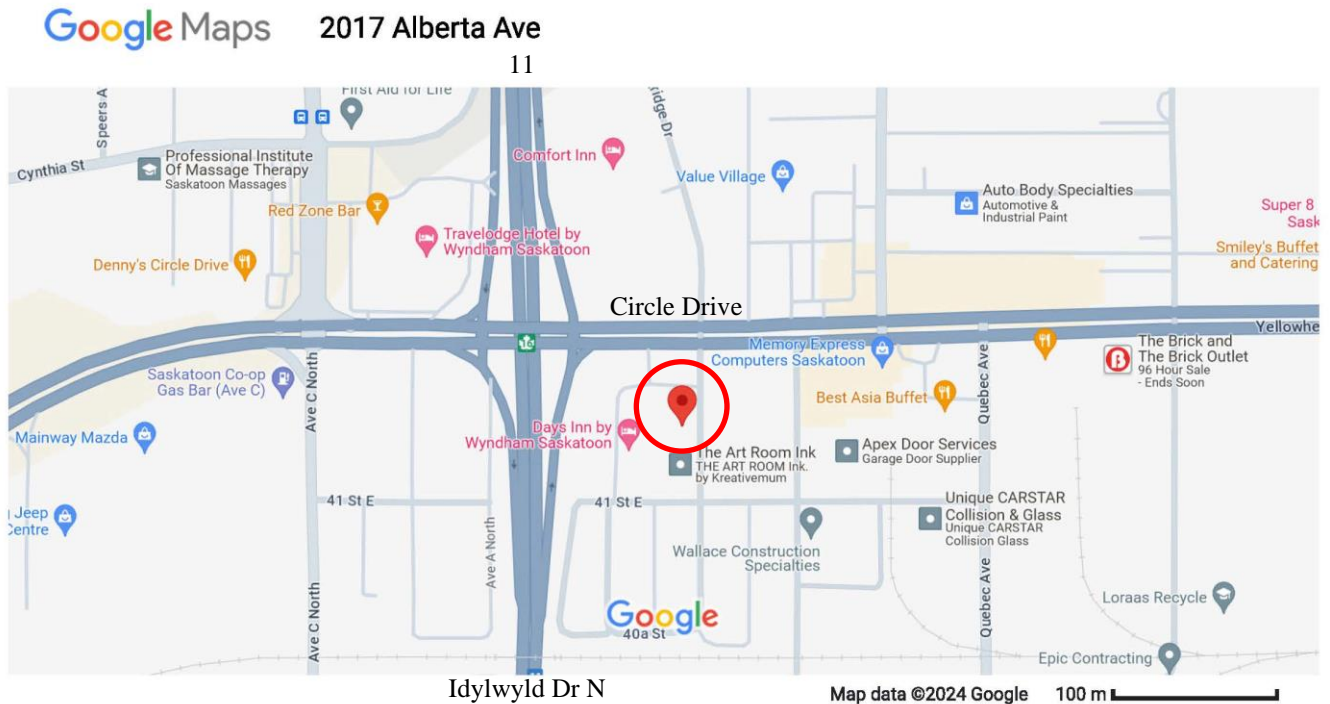 Google Maps 2017 Alberta Ave
11
First Aid for Life
Speers A
Cynthia St
Professional Institute
Of Massage Therapy
Saskatoon Massages
Comfort Inn
Value Village
Auto Body Specialties
Automotive &
Industrial Paint
Super 8
Sask
Red Zone Bar
Travelodge Hotel by
Wyndham Saskatoon
Smiley's Buffet
and Catering
Denny's Circle Drive
Circle Drive
16
Yellowhe
Memory Express
Computers Saskatoon
The Brick and
The Brick Outlet
96 Hour Sale
- Ends Soon
Saskatoon Co-op
Gas Bar (Ave C)
Ave C North
Quebec Ave
Best Asia Buffet
Mainway Mazda
Days Inn by
Wyndham Saskatoon
The Art Room Ink
THE ART ROOM Ink.
by Kreativemum
Apex Door Services
Garage Door Supplier
41 St E
41 St E
Unique CARSTAR
Collision & Glass
Unique CARSTAR
Collision Glass
Jeep
Centre
Ave A North
Wallace Construction
Specialties
Ave C North
Quebec Ave
Loraas Recycle
Google
40a St
Epic Contracting
Idylwyld Dr N
Map data ©2024 Google 100 m